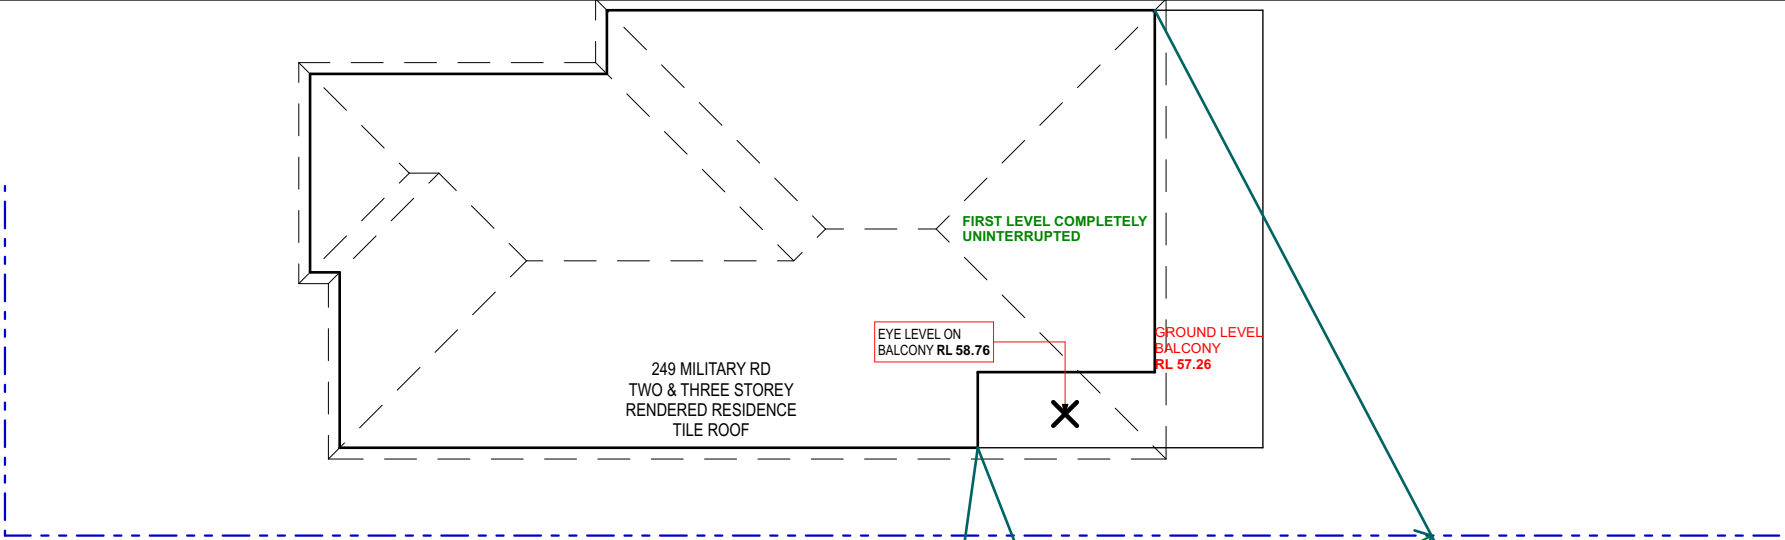 FIRST LEVEL COMPLETELY
UNINTERRUPTED
EYE LEVEL ON
BALCONY RL 58.76
GROUND LEVEL
BALCONY
RL 57.26
249 MILITARY RD
TWO & THREE STOREY
RENDERED RESIDENCE
TILE ROOF